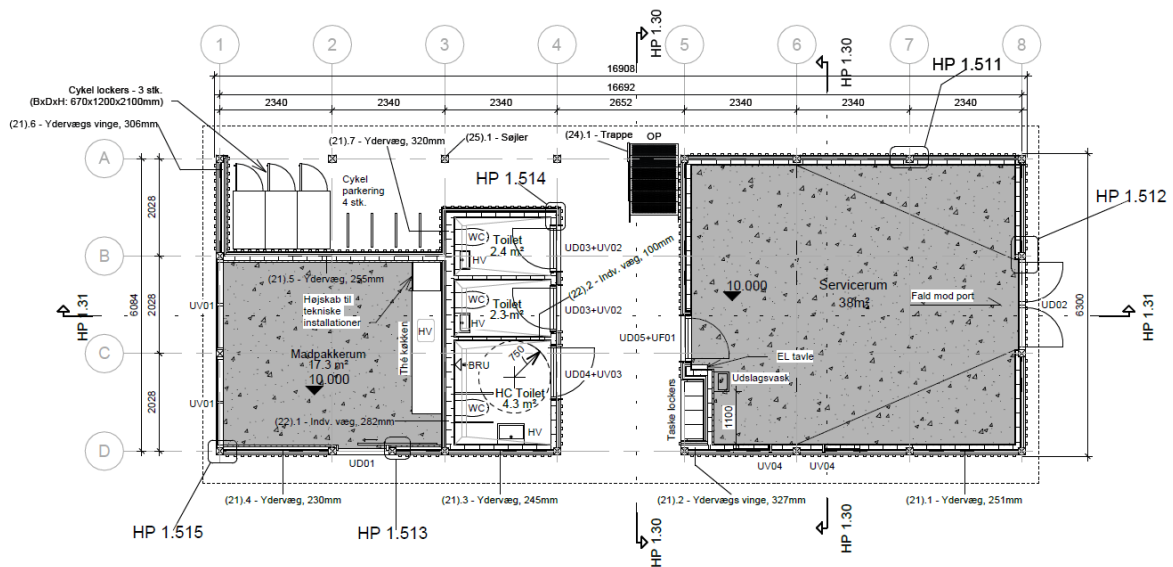 1
2
3
4
5
6
7
8
HP 1.30
HP 1.30
HP 1.511
16908
16692
2340
2340
2340
2652
2340
2340
2340
Cykel lockers - 3 stk.
(BxDxH: 670x1200x2100mm)
(21).6 - Ydervægs vinge, 306mm
(21).7 - Ydervæg, 320mm
(25).1 - Søjler
(24).1 - Trappe
OP
A
B
C
D
2028
2028
2028
6084
Cykel
parkering
4 stk.
HP 1.514
HP 1.512
WC
Toilet
2.4 m²
HV
UD03+UV02
(22).2 - Indv. væg, 100mm
(21).5 - Ydervæg, 255mm
Højskab til
tekniske
installationer
WC
Toilet
2.3 m²
HV
UD03+UV02
10.000
Servicerum
38m²
Fald mod port
UD02
6300
HP 1.31
HP 1.31
UV01
UV01
HV
Thé køkken
Madpakkerum
17.3 m²
10.000
UD05+UF01
750
BRU
UD04+UV03
HC Toilet
4.3 m²
WC
HV
EL tavle
Udslagsvask
1100
Taske lockers
(22).1 - Indv. væg, 282mm
UD01
UV04
UV04
(21).4 - Ydervæg, 230mm
(21).3 - Ydervæg, 245mm
(21).2 - Ydervægs vinge, 327mm
(21).1 - Ydervæg, 251mm
HP 1.515
HP 1.513
HP 1.30
HP 1.30